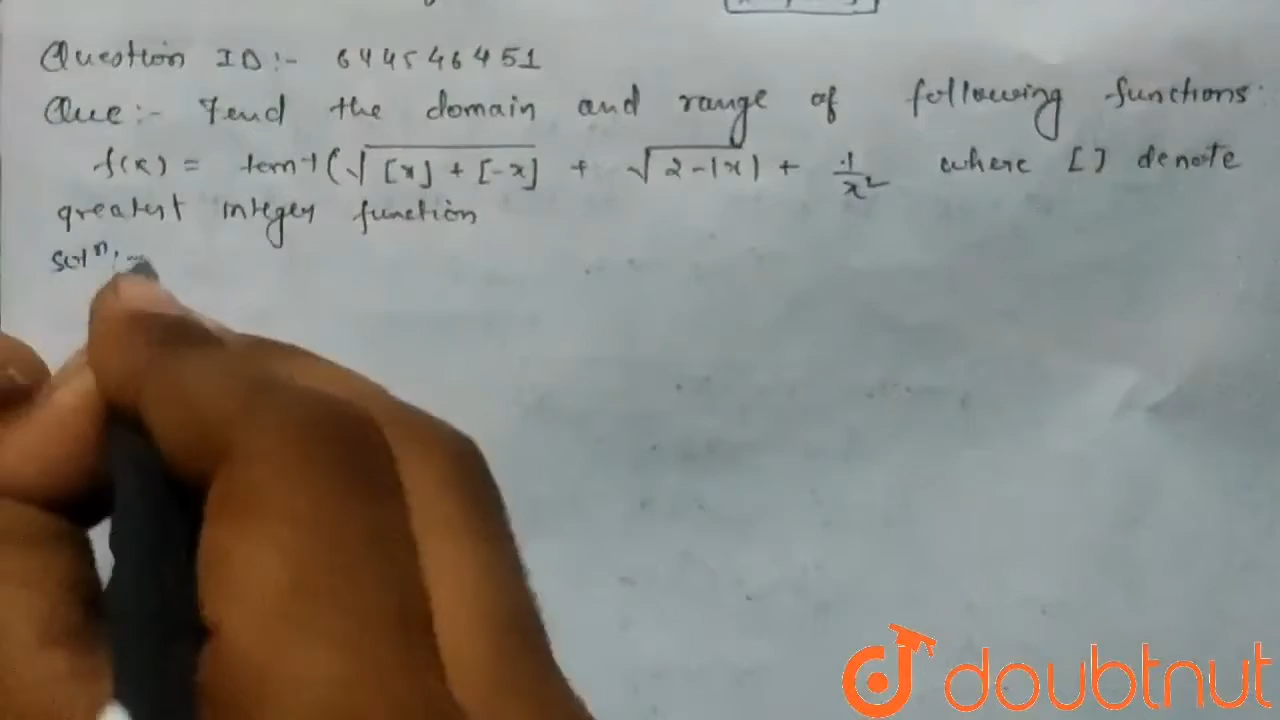 Question ID :- 644546451
Que :- Find the domain and range of following functions.
f(x) = tan-1(√[x] + [-x] + √2-|x| + 1/x² where [] denote
greatest integer function
Solⁿ :-
doubtnut